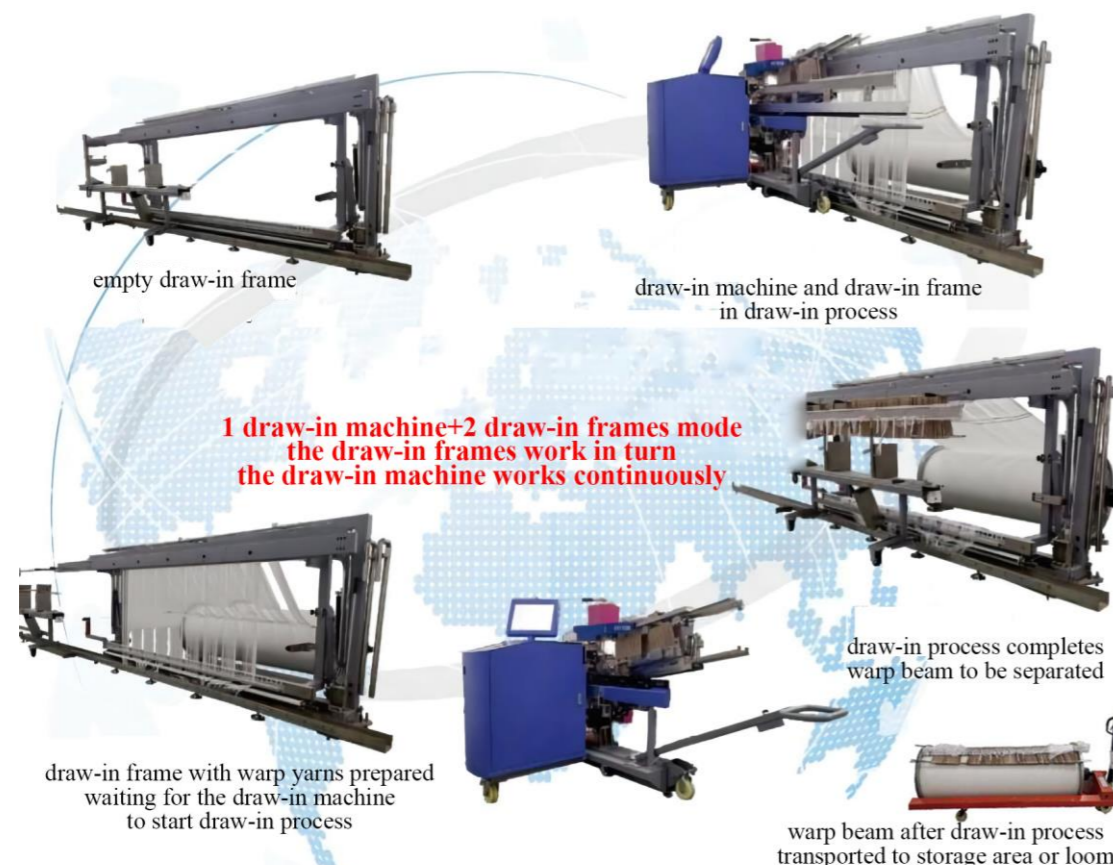 empty draw-in frame
draw-in machine and draw-in frame
in draw-in process
1 draw-in machine+2 draw-in frames mode
the draw-in frames work in turn
the draw-in machine works continuously
draw-in process completes
warp beam to be separated
draw-in frame with warp yarns prepared
waiting for the draw-in machine
to start draw-in process
warp beam after draw-in process
transported to storage area or loom